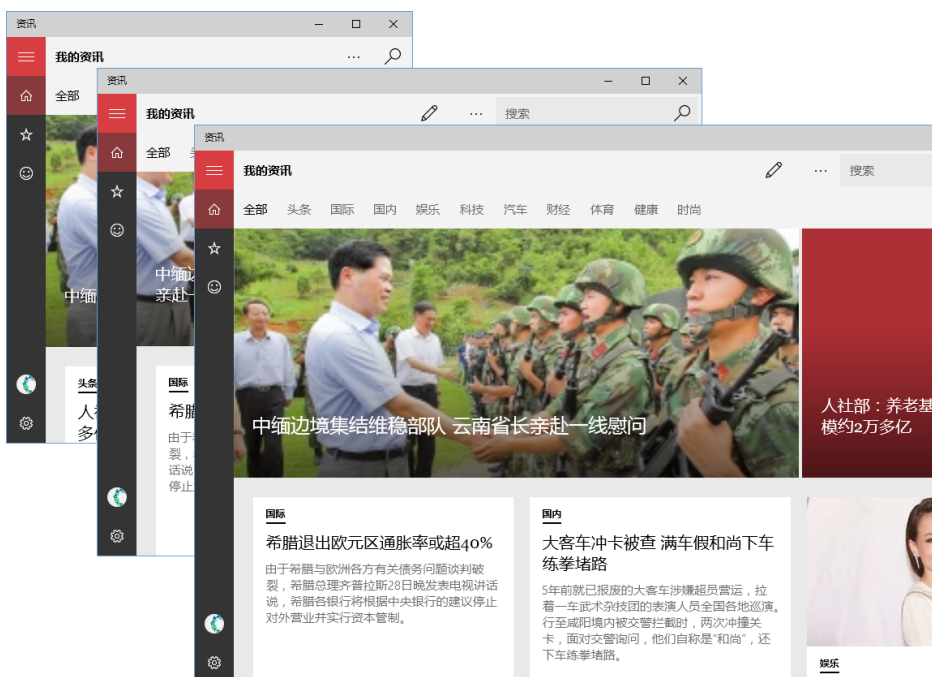 资讯
我的资讯
全部
中缅
头条
人社
多亿
资讯
我的资讯
搜索
全部
中缅边
亲赴一
国际
希腊
由于
裂，
话说
停止
资讯
我的资讯
搜索
全部 头条 国际 国内 娱乐 科技 汽车 财经 体育 健康 时尚
中缅边境集结维稳部队 云南省长亲赴一线慰问
人社部：养老基
模约2万多亿
国际
希腊退出欧元区通胀率或超40%
由于希腊与欧洲各方有关债务问题谈判破
裂，希腊总理齐普拉斯28日晚发表电视讲话
说，希腊各银行将根据中央银行的建议停止
对外营业并实行资本管制。
国内
大客车冲卡被查 满车假和尚下车
练拳堵路
5年前就已报废的大客车涉嫌超员营运，拉
着一车武术杂技团的表演人员全国各地巡演。
行至咸阳境内被交警拦截时，两次冲撞关
卡，面对交警询问，他们自称是“和尚”，还
下车练拳堵路。
娱乐